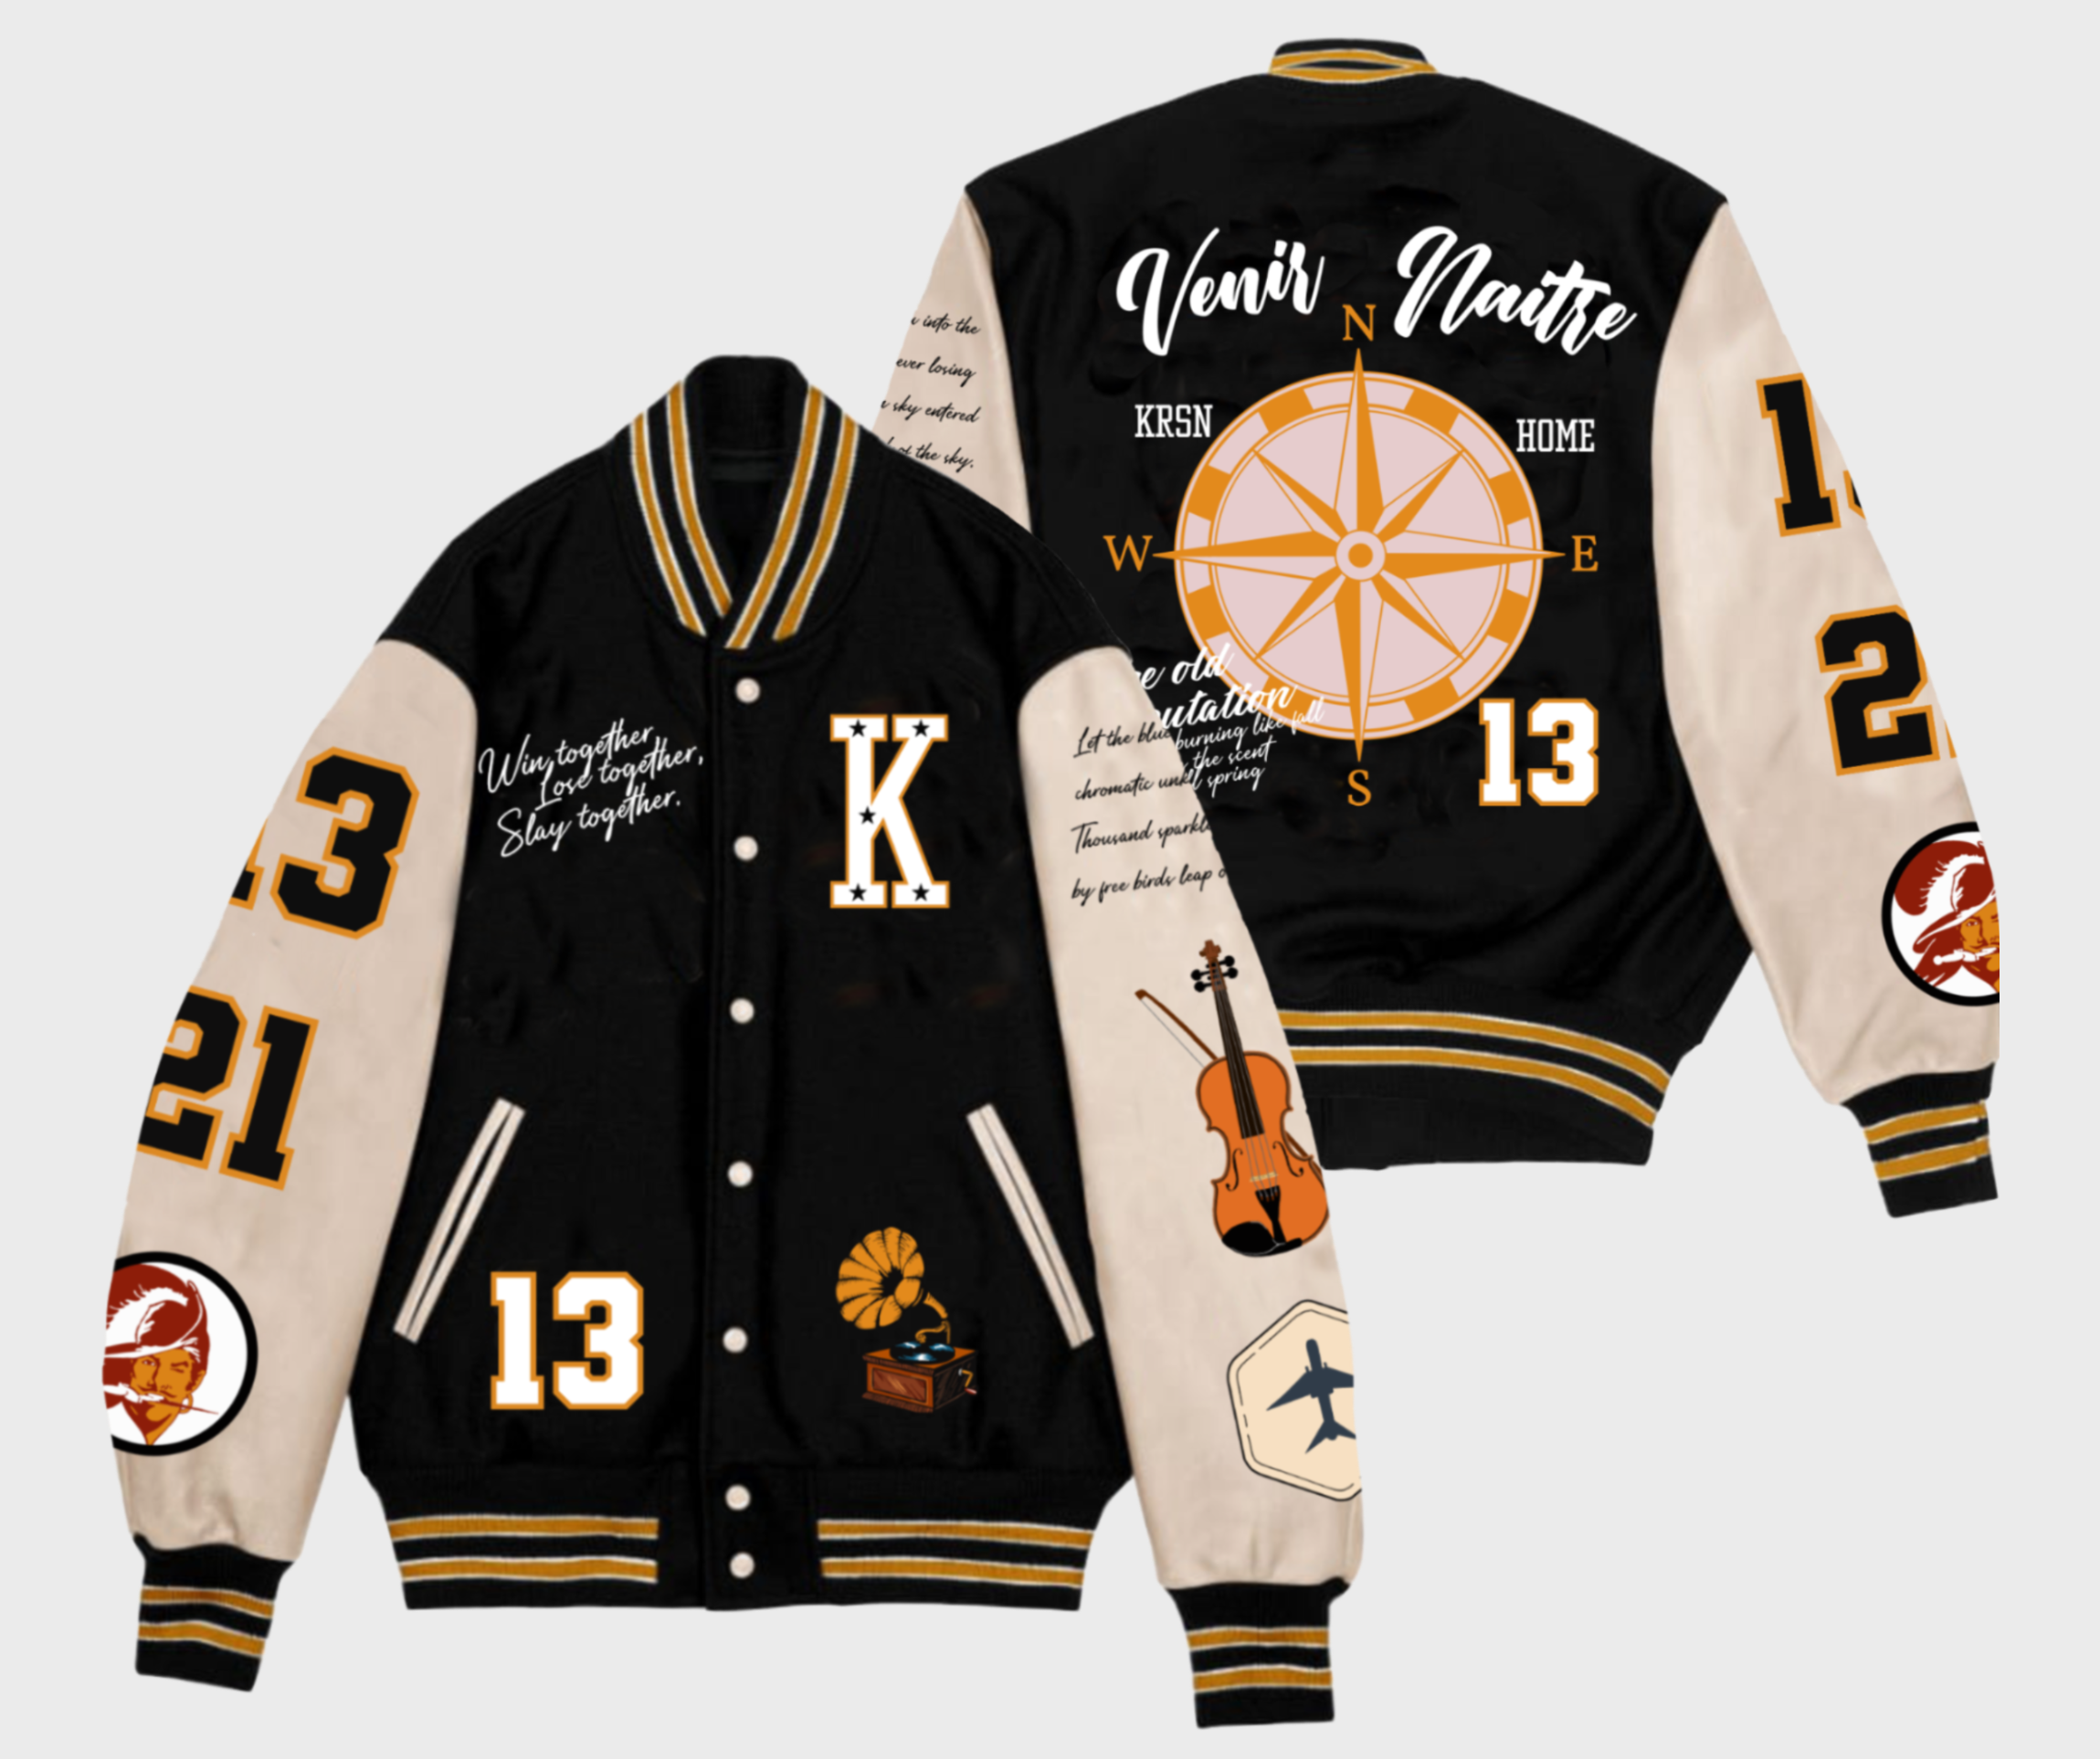 Venir Naitre
N
KRSN
HOME
W
E
S
13
into the
ever losing
sky entered
the sky.
old
burning like fall
the scent
spring
2
Win together
Lose together,
Slay together.
K
13
21
13
Let the blue
chromatic until
Thousand sparkle
by free birds leap